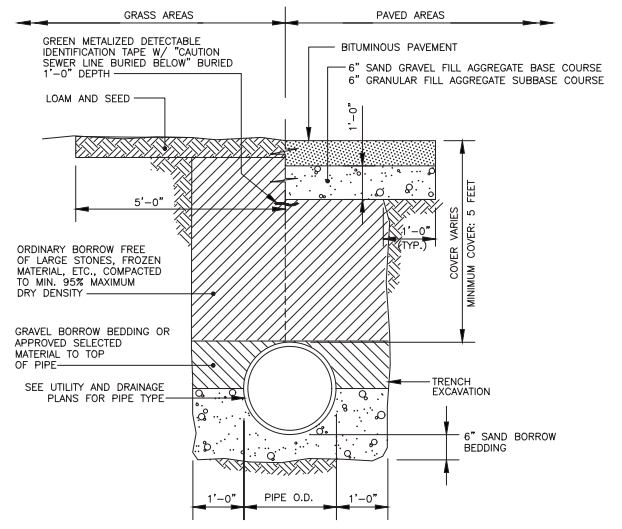 GRASS AREAS
PAVED AREAS
GREEN METALIZED DETECTABLE
IDENTIFICATION TAPE W/ "CAUTION
SEWER LINE BURIED BELOW" BURIED
1'-0" DEPTH
LOAM AND SEED
BITUMINOUS PAVEMENT
6" SAND GRAVEL FILL AGGREGATE BASE COURSE
6" GRANULAR FILL AGGREGATE SUBBASE COURSE
1'-0"
5'-0"
1'-0"
(TYP.)
COVER VARIES
MINIMUM COVER: 5 FEET
ORDINARY BORROW FREE
OF LARGE STONES, FROZEN
MATERIAL, ETC., COMPACTED
TO MIN. 95% MAXIMUM
DRY DENSITY
GRAVEL BORROW BEDDING OR
APPROVED SELECTED
MATERIAL TO TOP
OF PIPE
SEE UTILITY AND DRAINAGE
PLANS FOR PIPE TYPE
TRENCH
EXCAVATION
6" SAND BORROW
BEDDING
1'-0"
PIPE O.D.
1'-0"